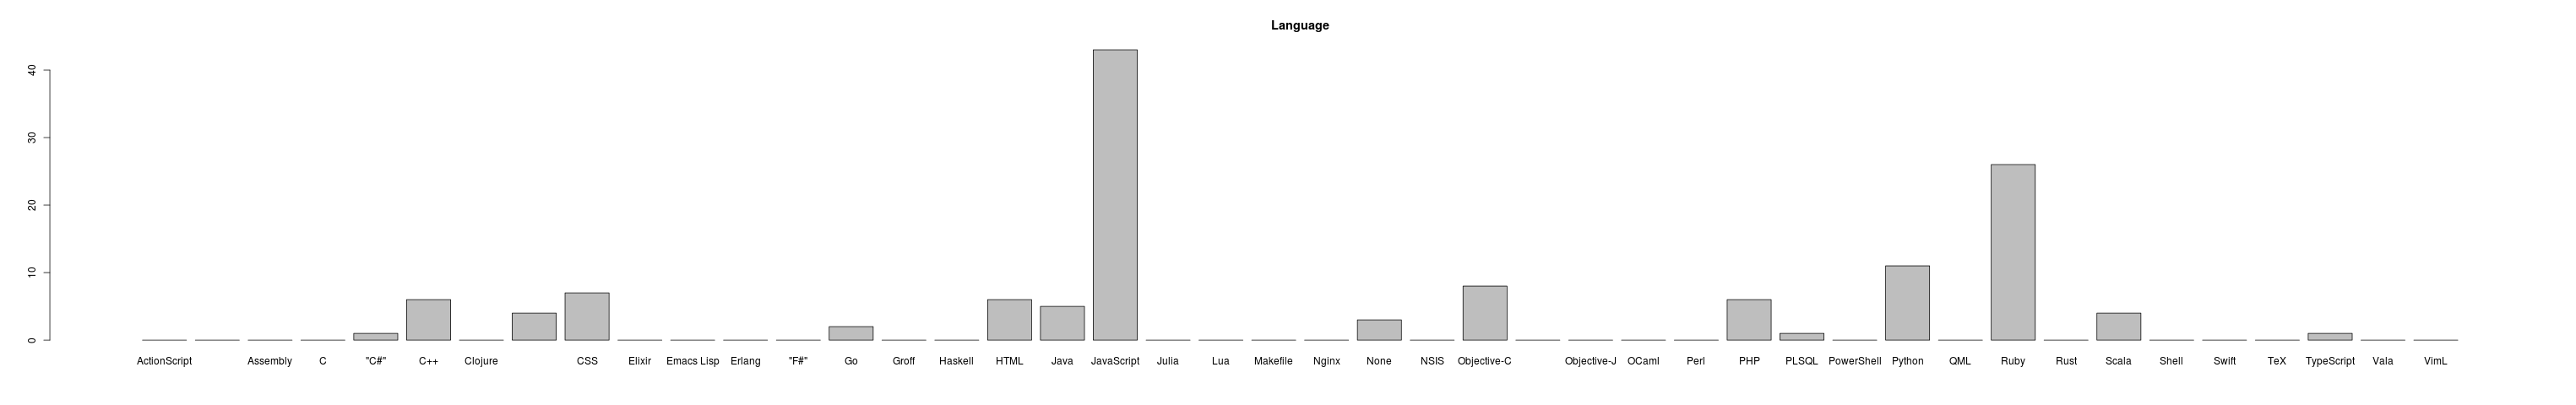 Language
40
30
20
10
0
ActionScript Assembly C "C#" C++ Clojure CSS Elixir Emacs Lisp Erlang "F#" Go Groff Haskell HTML Java JavaScript Julia Lua Makefile Nginx None NSIS Objective-C Objective-J OCaml Perl PHP PLSQL PowerShell Python QML Ruby Rust Scala Shell Swift TeX TypeScript Vala VimL